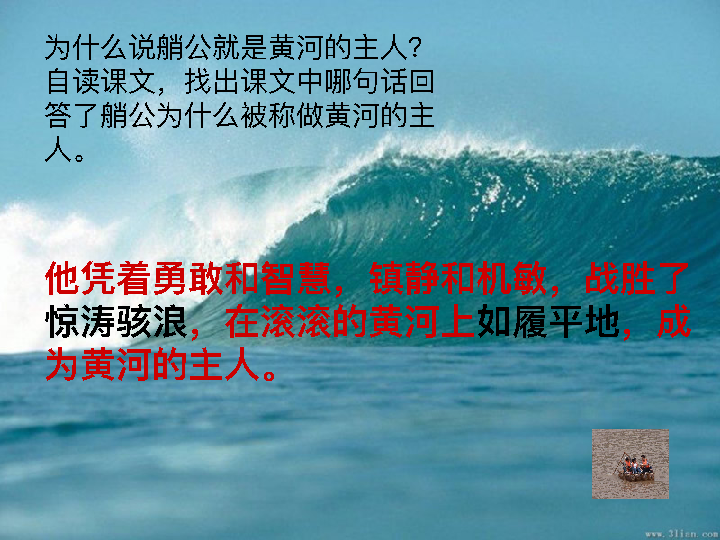 为什么说艄公就是黄河的主人?
自读课文，找出课文中哪句话回
答了艄公为什么被称做黄河的主
人。
他凭着勇敢和智慧，镇静和机敏，战胜了
惊涛骇浪，在滚滚的黄河上如履平地，成
为黄河的主人。
www.3lian.com